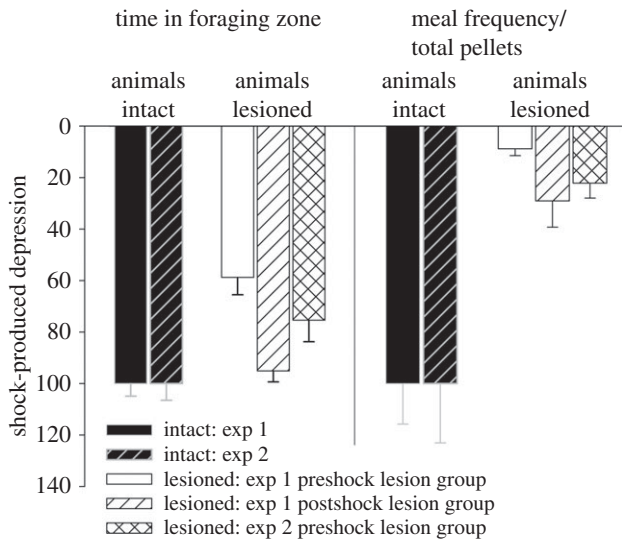 time in foraging zone
meal frequency/
total pellets
animals
intact
animals
lesioned
animals
intact
animals
lesioned
shock-produced depression
0
20
40
60
80
100
120
140
intact: exp 1
intact: exp 2
lesioned: exp 1 preshock lesion group
lesioned: exp 1 postshock lesion group
lesioned: exp 2 preshock lesion group